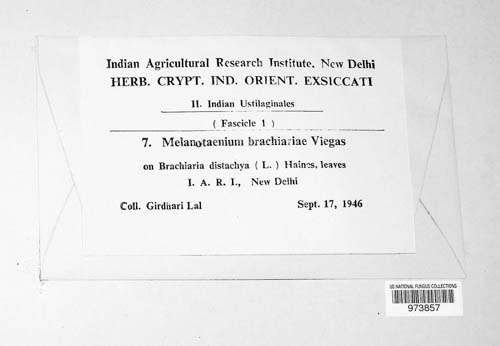 Indian Agricultural Research Institute, New Delhi
HERB. CRYPT. IND. ORIENT. EXSICCATI
II. Indian Ustilaginales
( Fascicle 1 )
7. Melanotaenium brachiariae Viegas
on Brachiaria distachya ( L. ) Haines, leaves
I. A. R. I., New Delhi
Coll. Girdhari Lal Sept. 17, 1946
US NATIONAL FUNGUS COLLECTIONS
973857